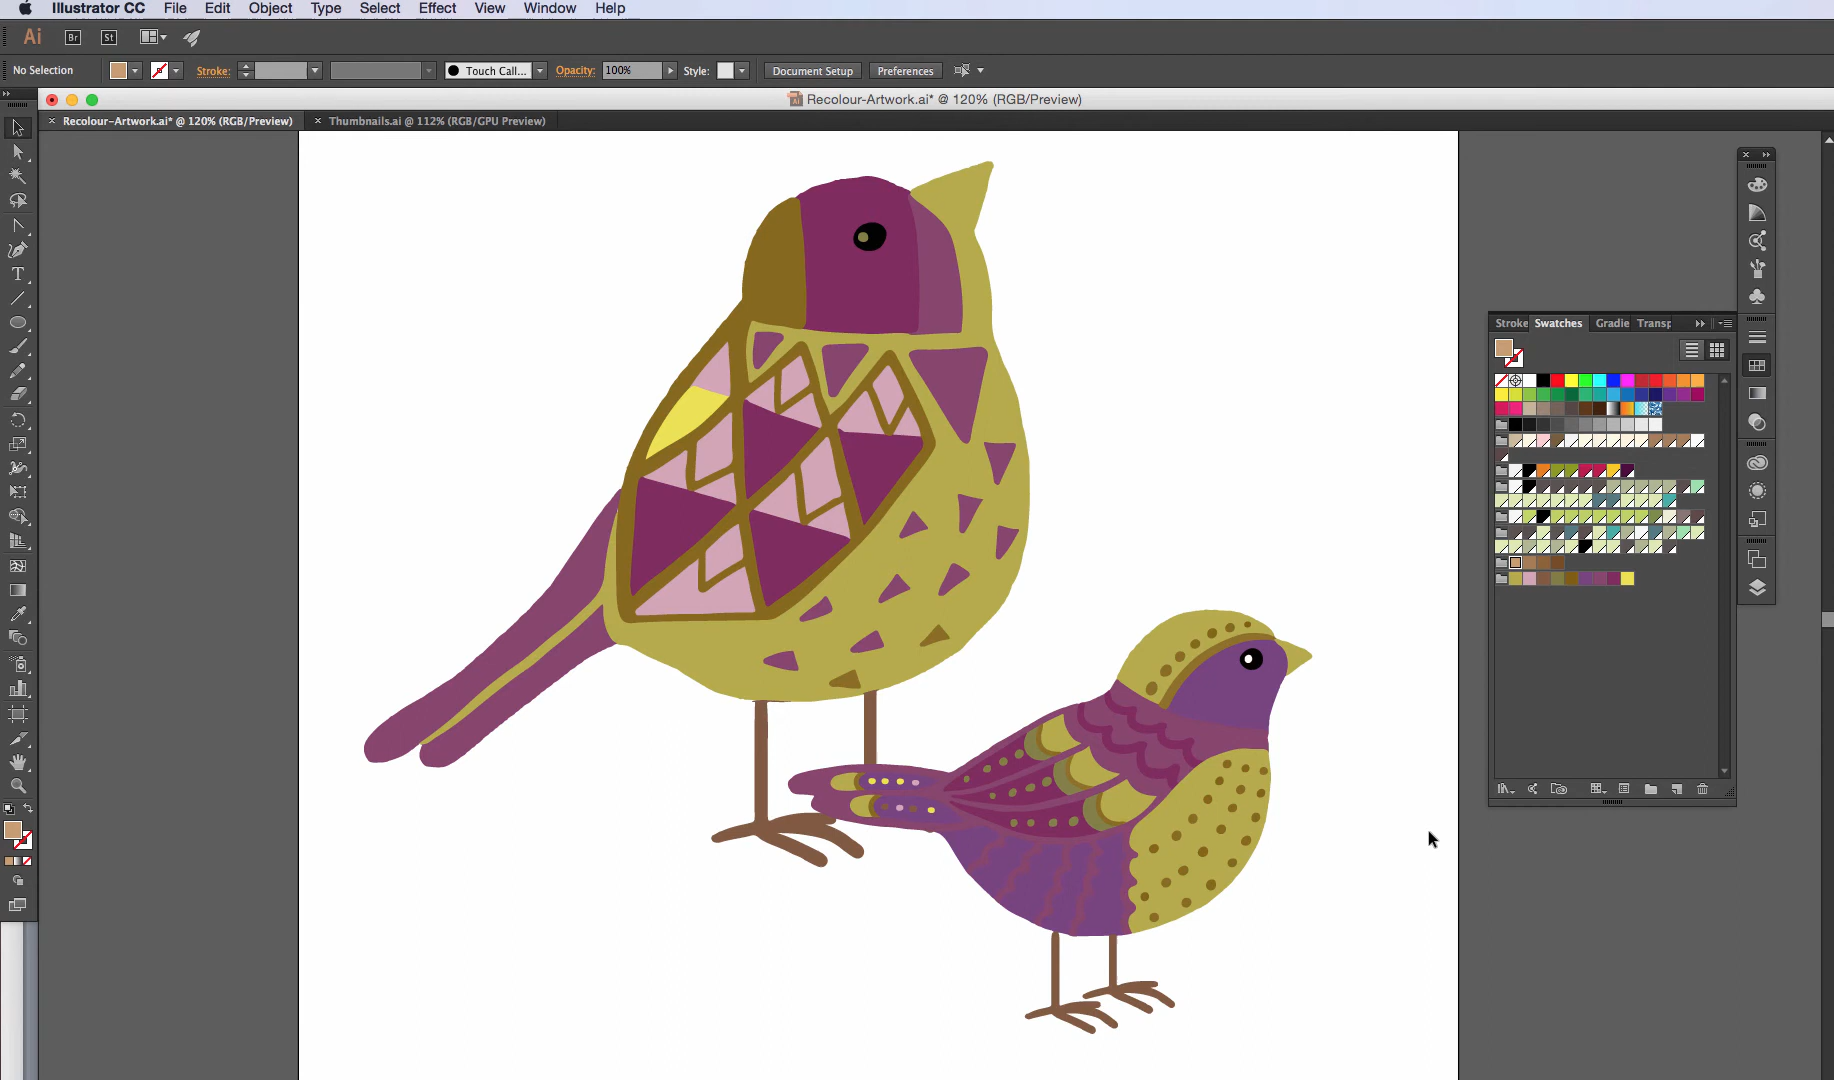 Illustrator CC File Edit Object Type Select Effect View Window Help
Ai Br St
No Selection Stroke: Touch Call... Opacity: 100% Style: Document Setup Preferences
Recolour-Artwork.ai* @ 120% (RGB/Preview)
Recolour-Artwork.ai* @ 120% (RGB/Preview) Thumbnails.ai @ 112% (RGB/GPU Preview)
Stroke Swatches Gradie Transp